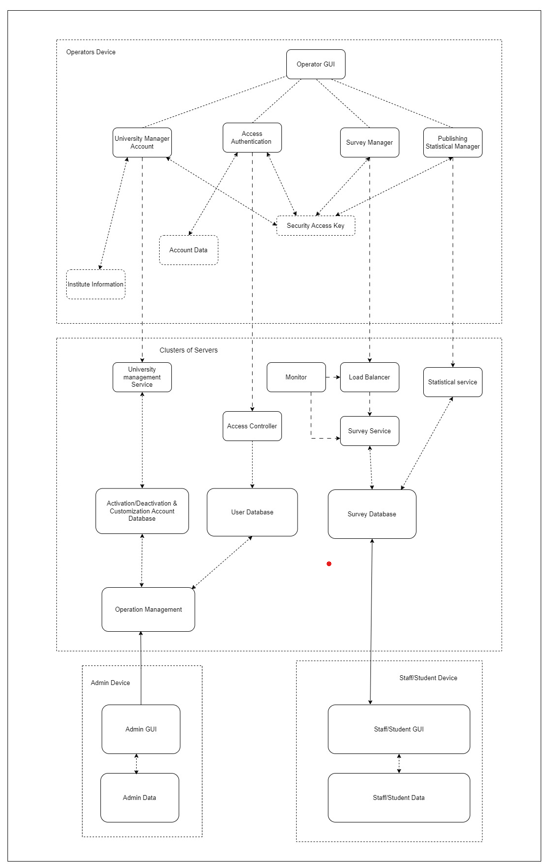 Operators Device
Operator GUI
University Manager
Account
Access
Authentication
Survey Manager
Publishing
Statistical Manager
Security Access Key
Account Data
Institute Information
Clusters of Servers
University
management
Service
Monitor
Load Balancer
Statistical service
Access Controller
Survey Service
Activation/Deactivation &
Customization Account
Database
User Database
Survey Database
Operation Management
Admin Device
Staff/Student Device
Admin GUI
Staff/Student GUI
Admin Data
Staff/Student Data